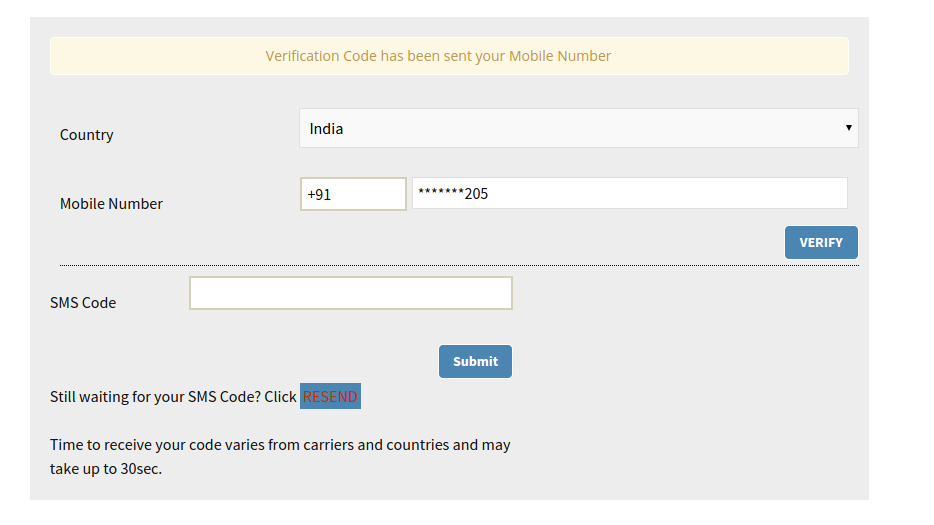 Verification Code has been sent your Mobile Number
Country
India
Mobile Number
+91
*******205
VERIFY
SMS Code
Submit
Still waiting for your SMS Code? Click RESEND
Time to receive your code varies from carriers and countries and may
take up to 30sec.